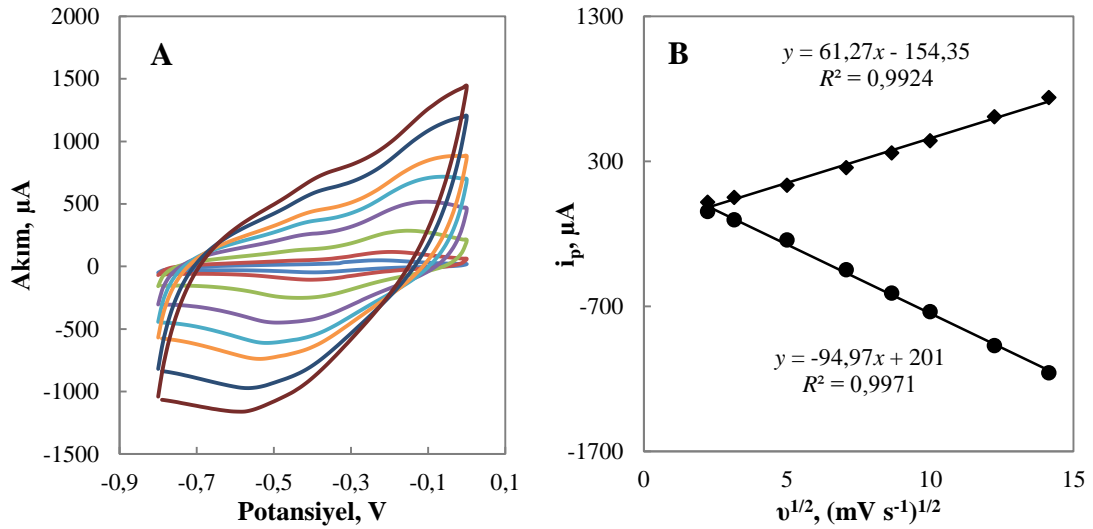 A
2000
1500
1000
500
0
-500
-1000
-1500
-0,9
-0,7
-0,5
-0,3
-0,1
0,1
Akım, µA
Potansiyel, V
B
y = 61,27x - 154,35
R² = 0,9924
y = -94,97x + 201
R² = 0,9971
1300
300
-700
-1700
0
5
10
15
iₚ, µA
υ¹/², (mV s⁻¹)¹/²